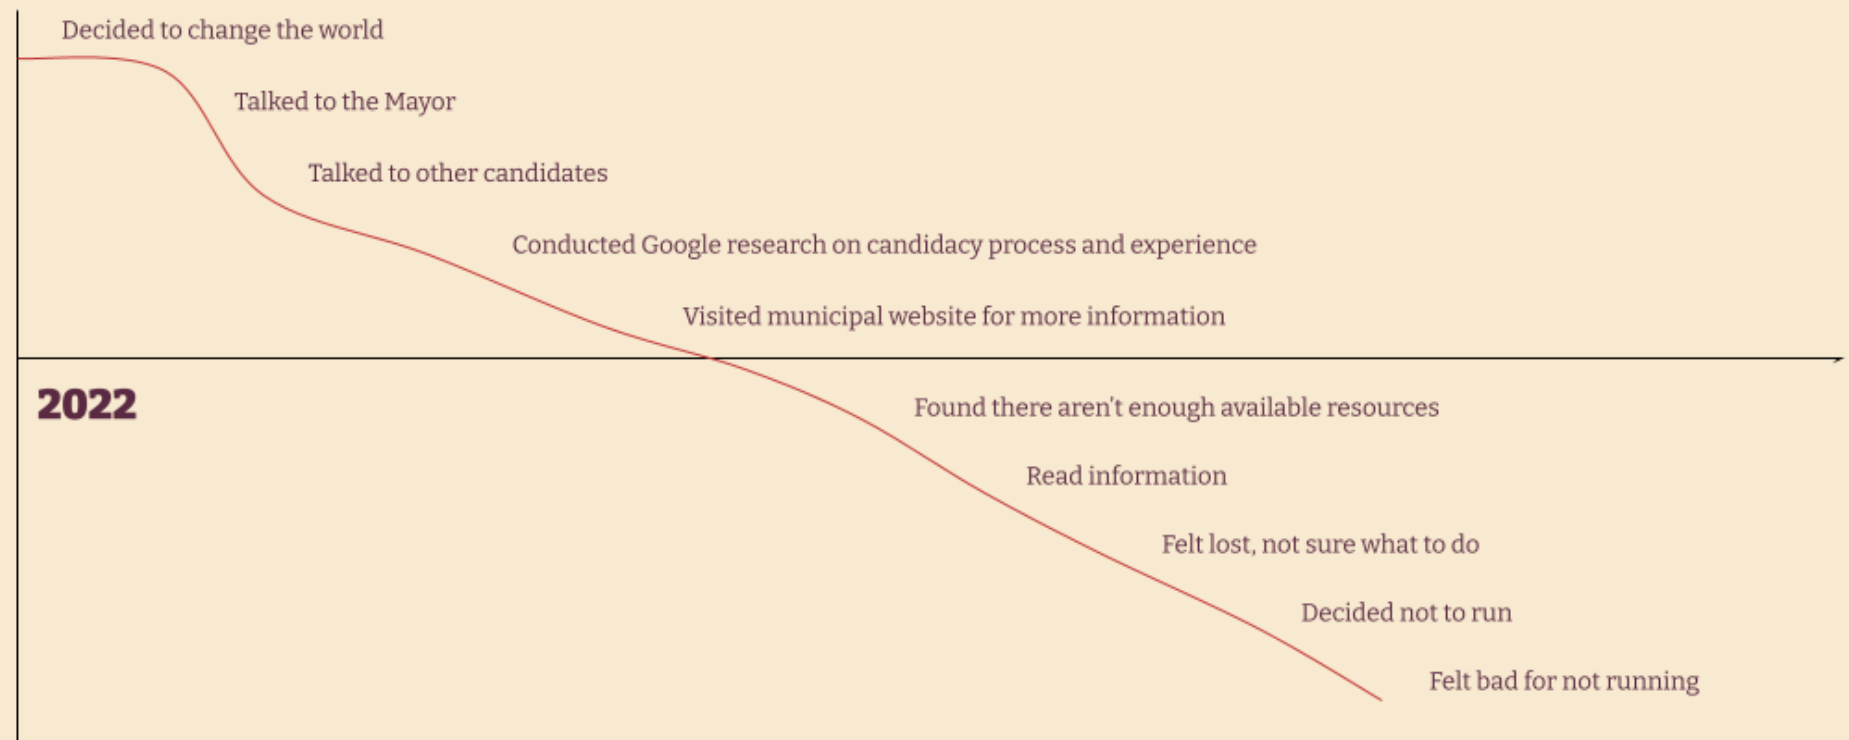 Decided to change the world
Talked to the Mayor
Talked to other candidates
Conducted Google research on candidacy process and experience
Visited municipal website for more information
2022
Found there aren't enough available resources
Read information
Felt lost, not sure what to do
Decided not to run
Felt bad for not running